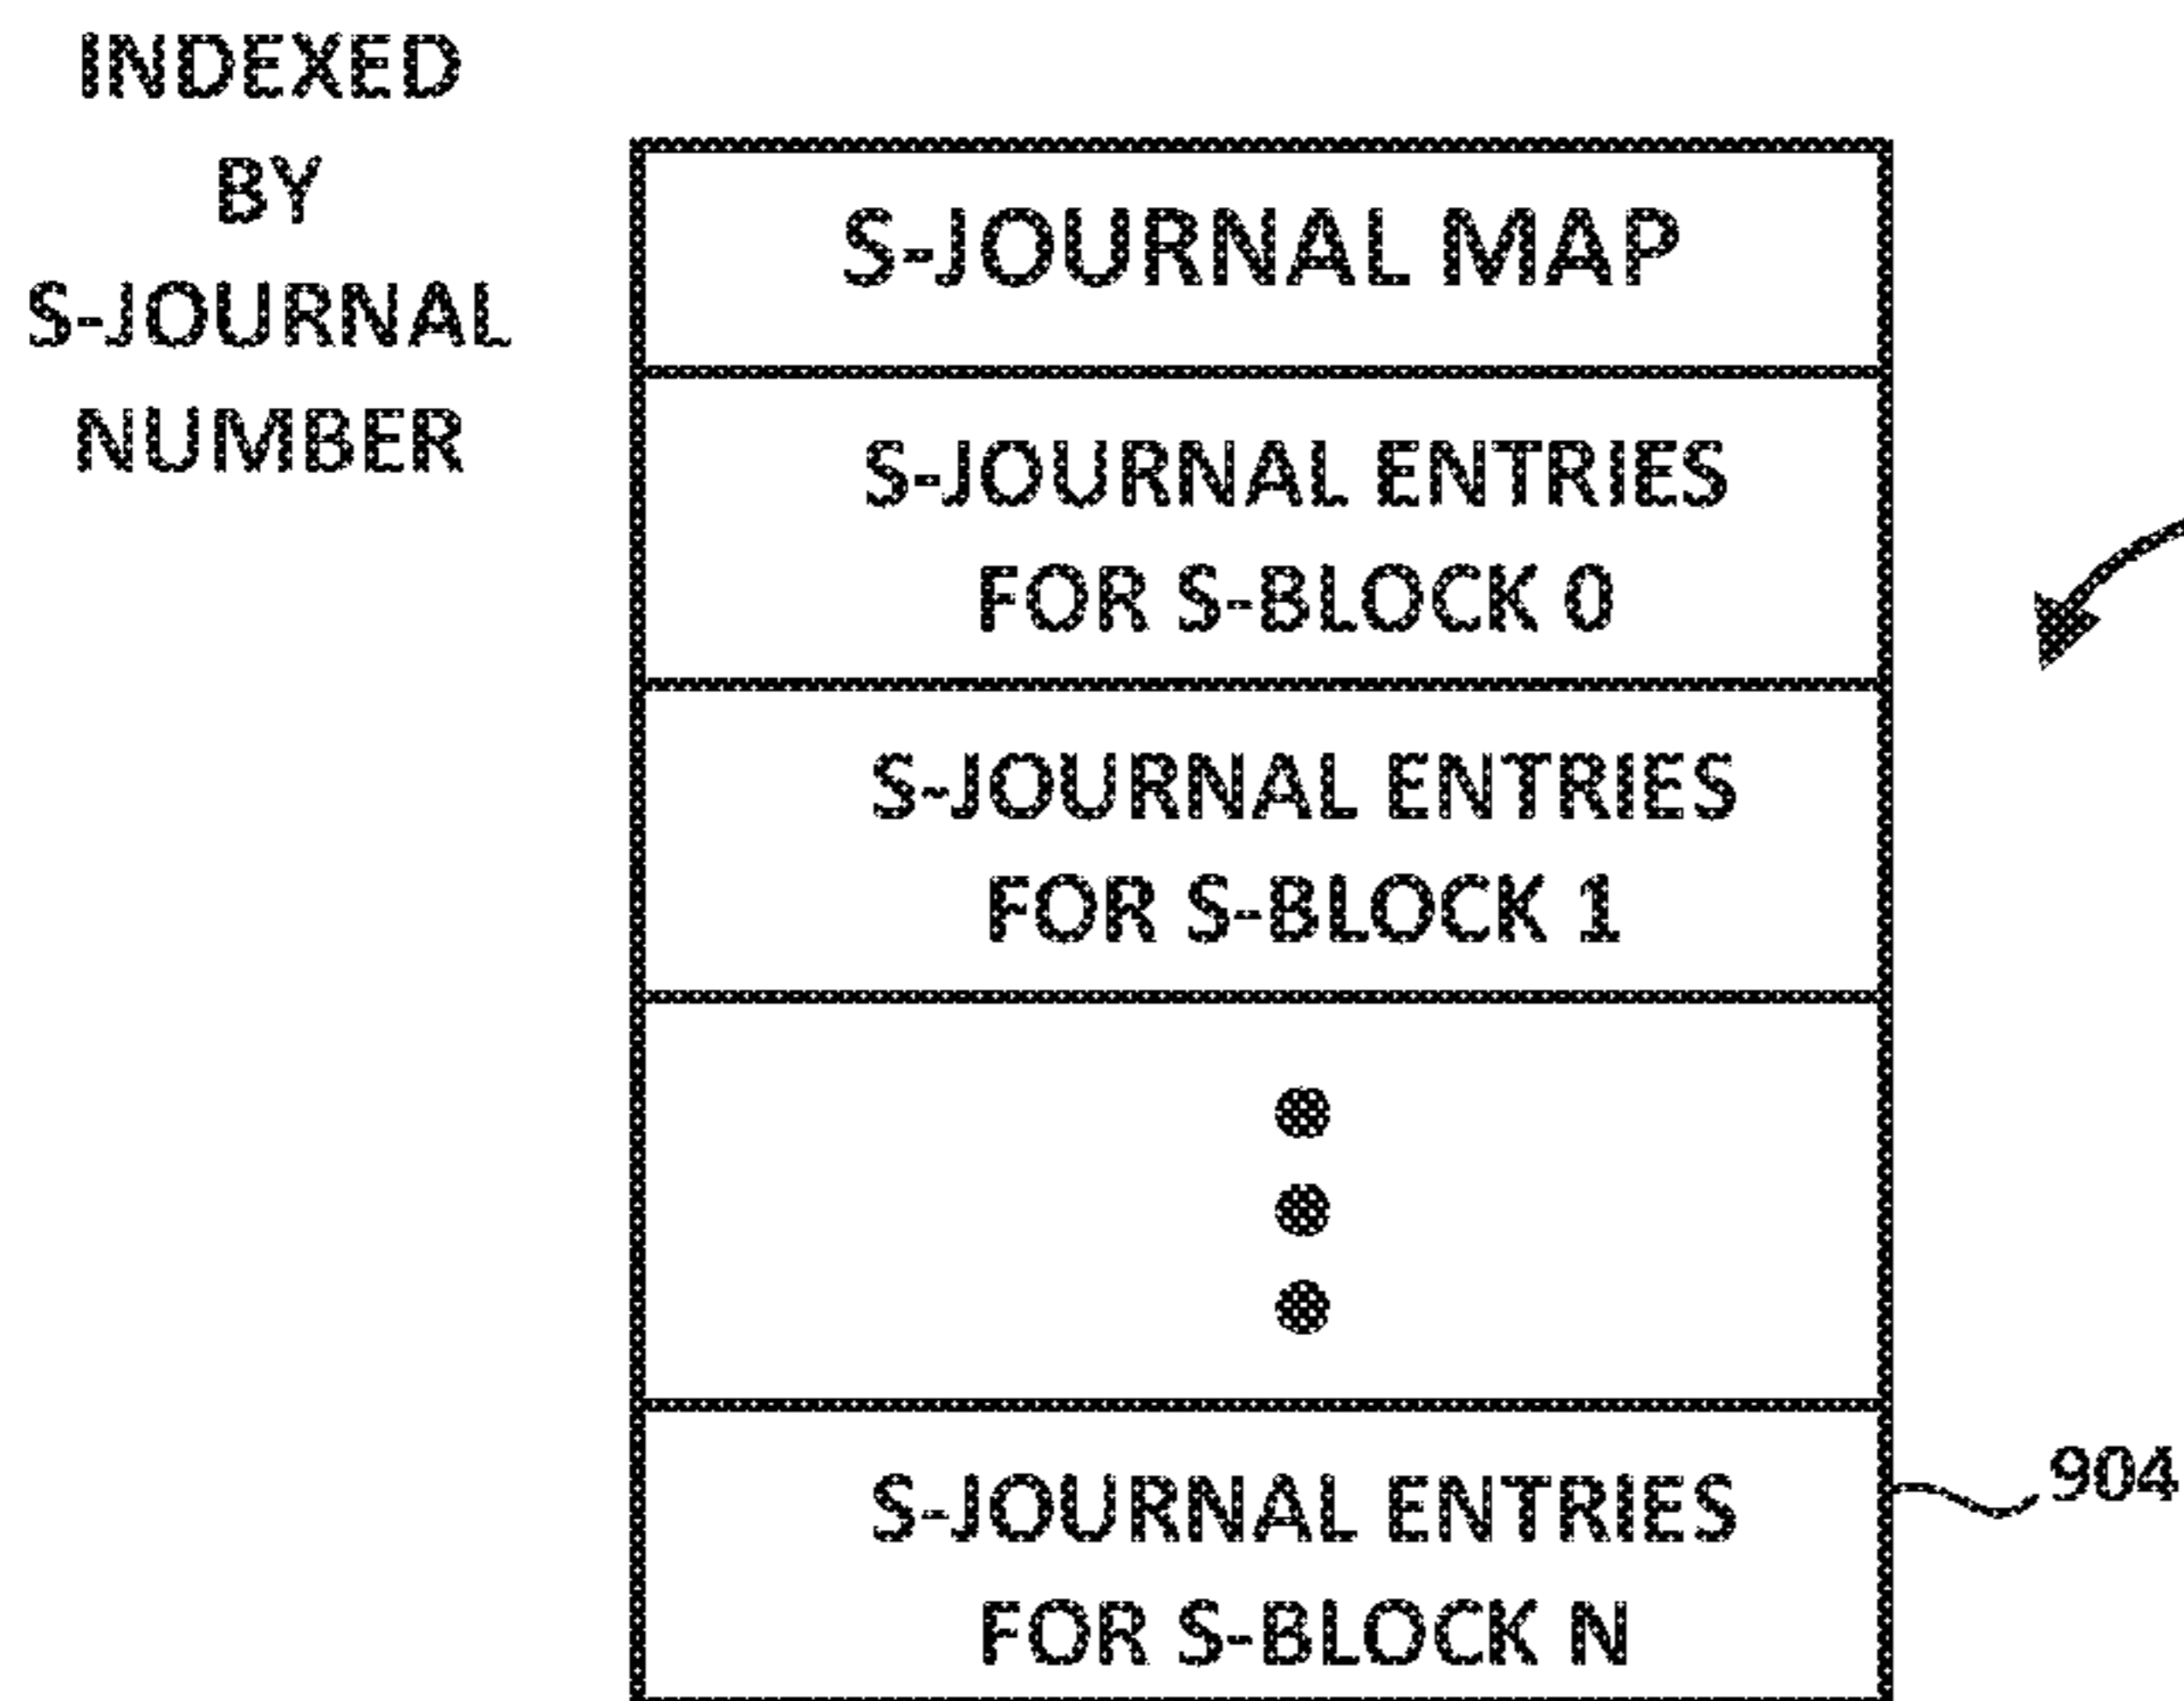 INDEXED
BY
S-JOURNAL
NUMBER
S-JOURNAL MAP
S-JOURNAL ENTRIES
FOR S-BLOCK 0
S-JOURNAL ENTRIES
FOR S-BLOCK 1
S-JOURNAL ENTRIES
FOR S-BLOCK N
904